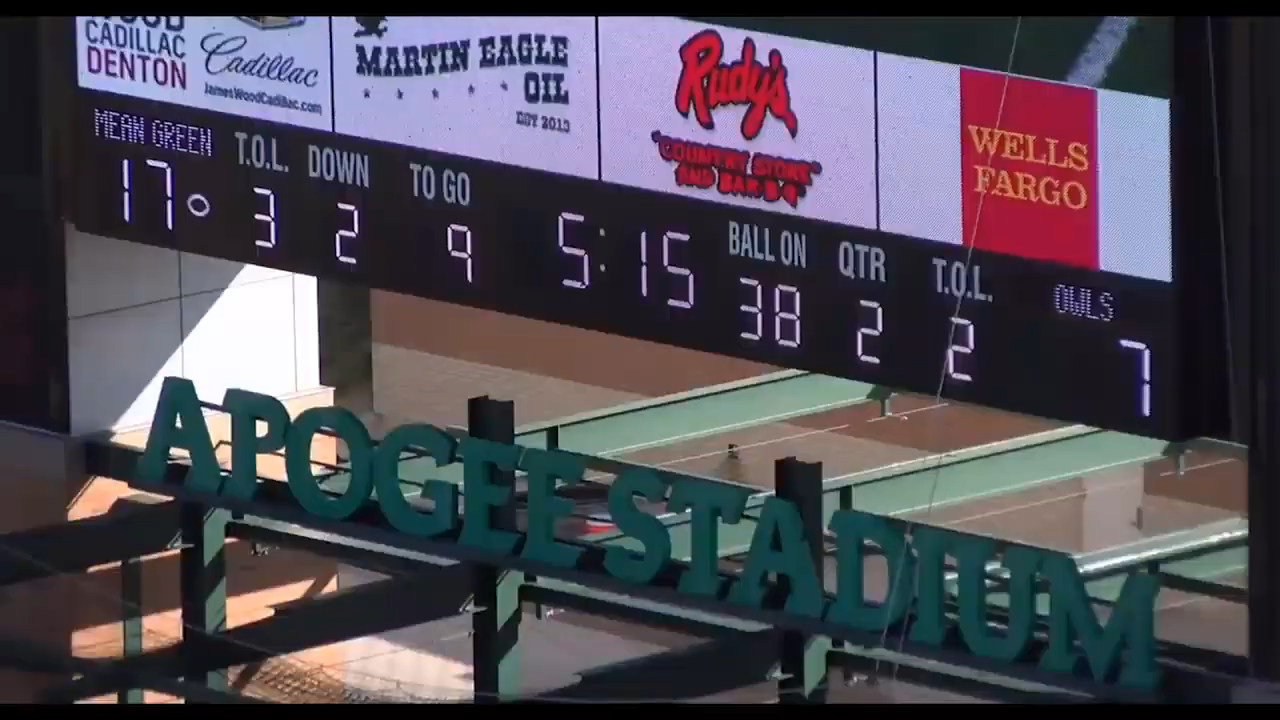 WOOD
CADILLAC
DENTON
Cadillac
JamesWoodCadillac.com
MARTIN EAGLE
OIL
EST 2013
Rudy's
"COUNTRY STORE"
AND BAR-B-Q"
WELLS
FARGO
MEAN GREEN T.O.L. DOWN TO GO BALL ON QTR T.O.L. OWLS
17 3 2 9 5:15 38 2 2 7
APOGEE STADIUM